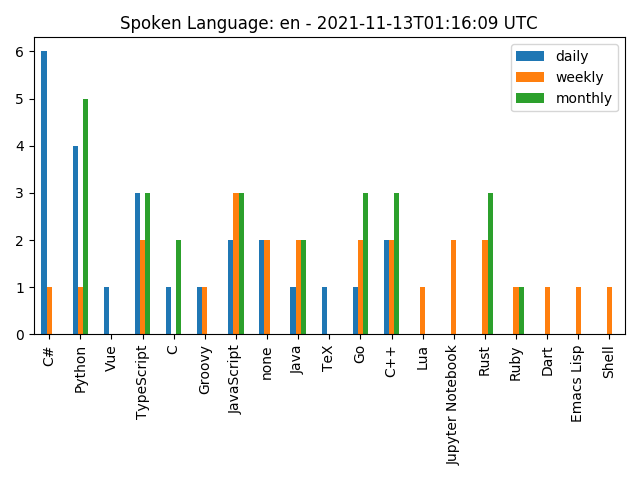 Spoken Language: en - 2021-11-13T01:16:09 UTC
daily
weekly
monthly
6
5
4
3
2
1
0
C#
Python
Vue
TypeScript
C
Groovy
JavaScript
none
Java
TeX
Go
C++
Lua
Jupyter Notebook
Rust
Ruby
Dart
Emacs Lisp
Shell